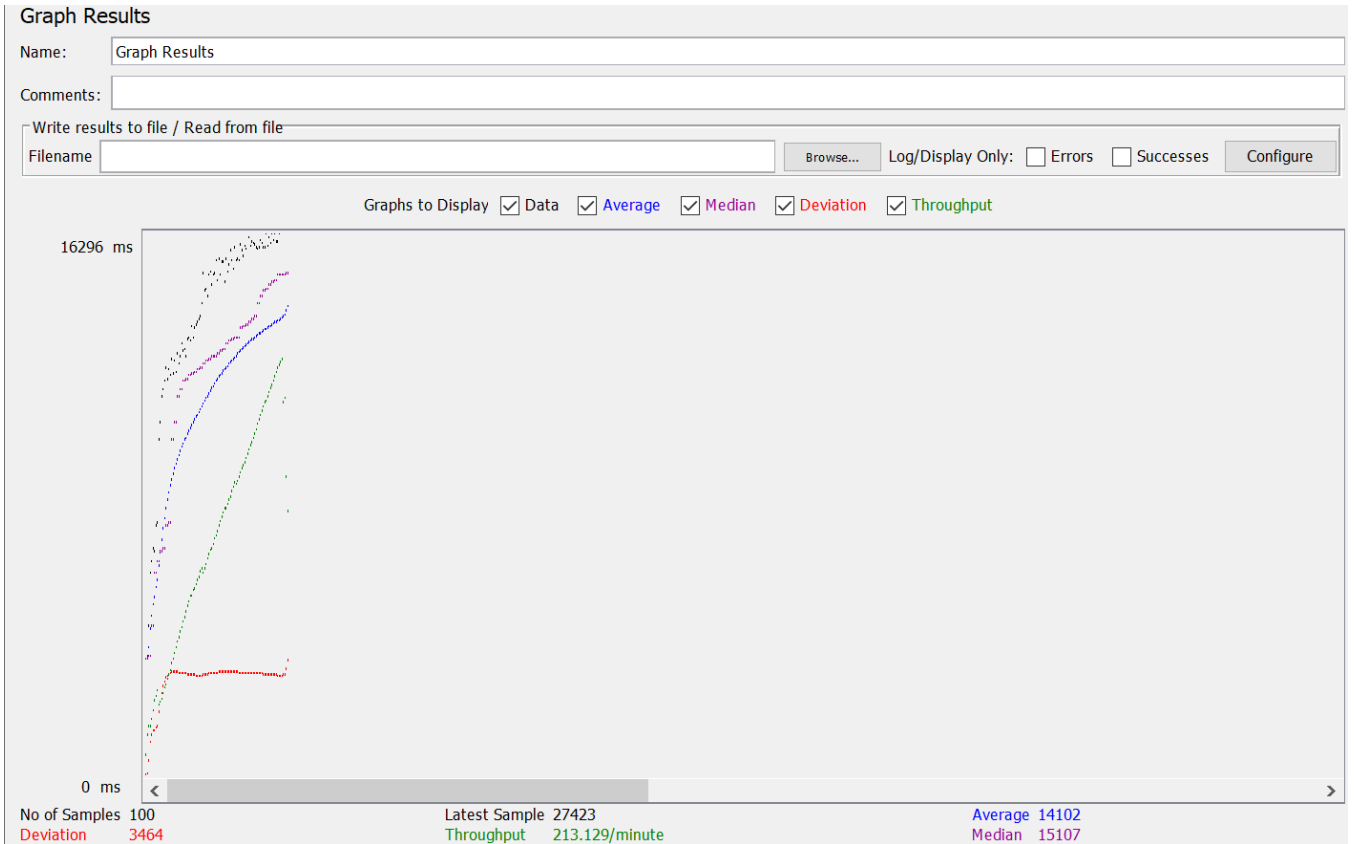 Graph Results
Name: Graph Results
Comments:
Write results to file / Read from file
Filename Browse... Log/Display Only: Errors Successes Configure
Graphs to Display Data Average Median Deviation Throughput
16296 ms
0 ms
No of Samples 100 Latest Sample 27423 Average 14102
Deviation 3464 Throughput 213.129/minute Median 15107